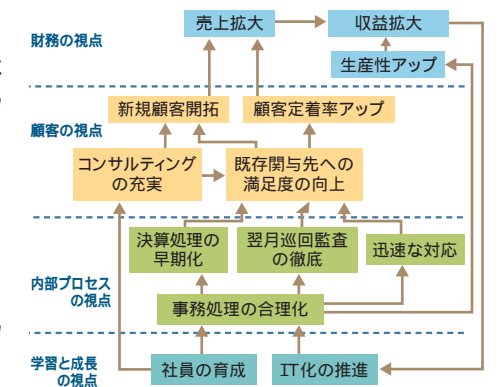 財務の視点
売上拡大
収益拡大
生産性アップ
顧客の視点
新規顧客開拓
顧客定着率アップ
コンサルティング
の充実
既存関与先への
満足度の向上
内部プロセス
の視点
決算処理の
早期化
翌月巡回監査
の徹底
迅速な対応
事務処理の合理化
学習と成長
の視点
社員の育成
IT化の推進